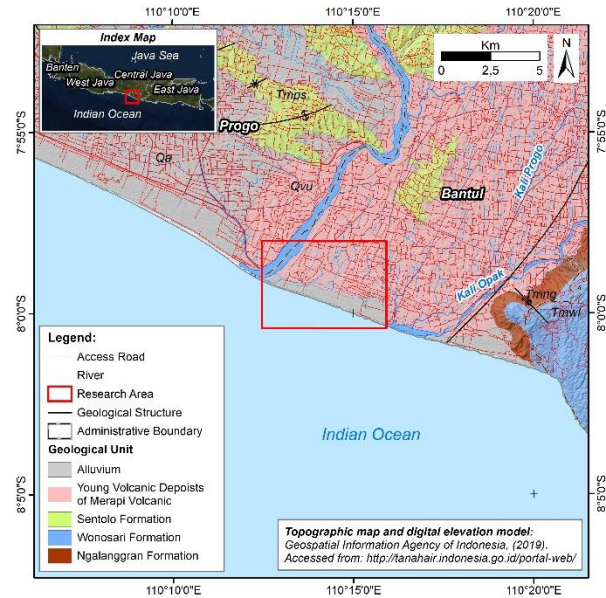 110°10'0"E
110°15'0"E
110°20'0"E
Index Map
Java Sea
Banten
Central Java
West Java
East Java
Indian Ocean
Km
0
2,5
5
N
7°55'0"S
7°55'0"S
Tmps
Progo
Qa
Qvu
Bantul
Kali Progo
Kali Opak
8°0'0"S
8°0'0"S
Tmng
Tmwl
Legend:
Access Road
River
Research Area
Geological Structure
Administrative Boundary
Geological Unit
Alluvium
Young Volcanic Depoists
of Merapi Volcanic
Sentolo Formation
Wonosari Formation
Ngalanggran Formation
Indian Ocean
8°5'0"S
8°5'0"S
Topographic map and digital elevation model:
Geospatial Information Agency of Indonesia, (2019).
Accessed from: http://tanahair.indonesia.go.id/portal-web/
110°10'0"E
110°15'0"E
110°20'0"E